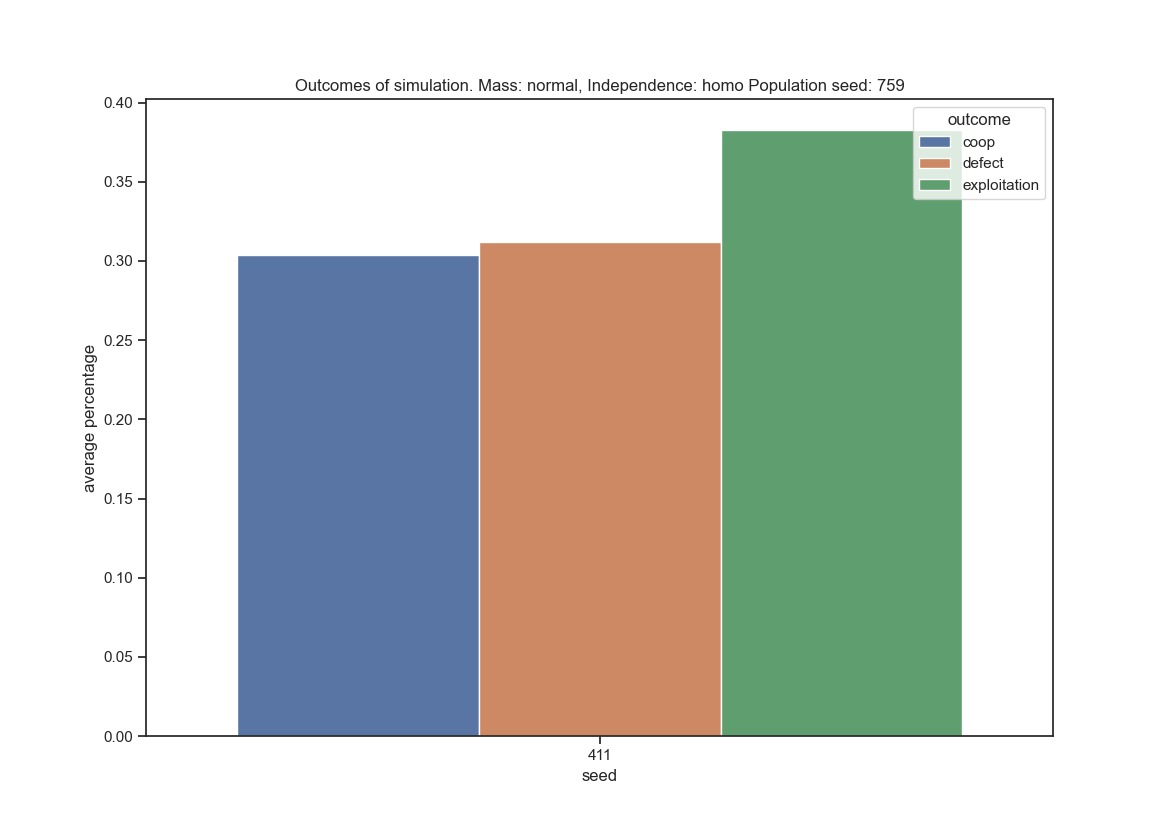 Outcomes of simulation. Mass: normal, Independence: homo Population seed: 759
0.40
0.35
0.30
0.25
0.20
0.15
0.10
0.05
0.00
average percentage
outcome
coop
defect
exploitation
411
seed